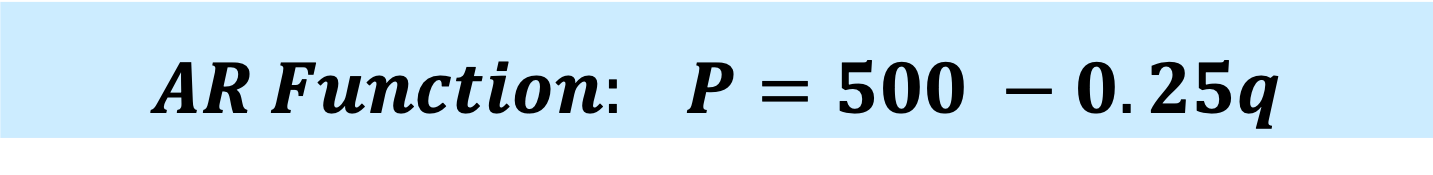 AR Function: P = 500 − 0.25q